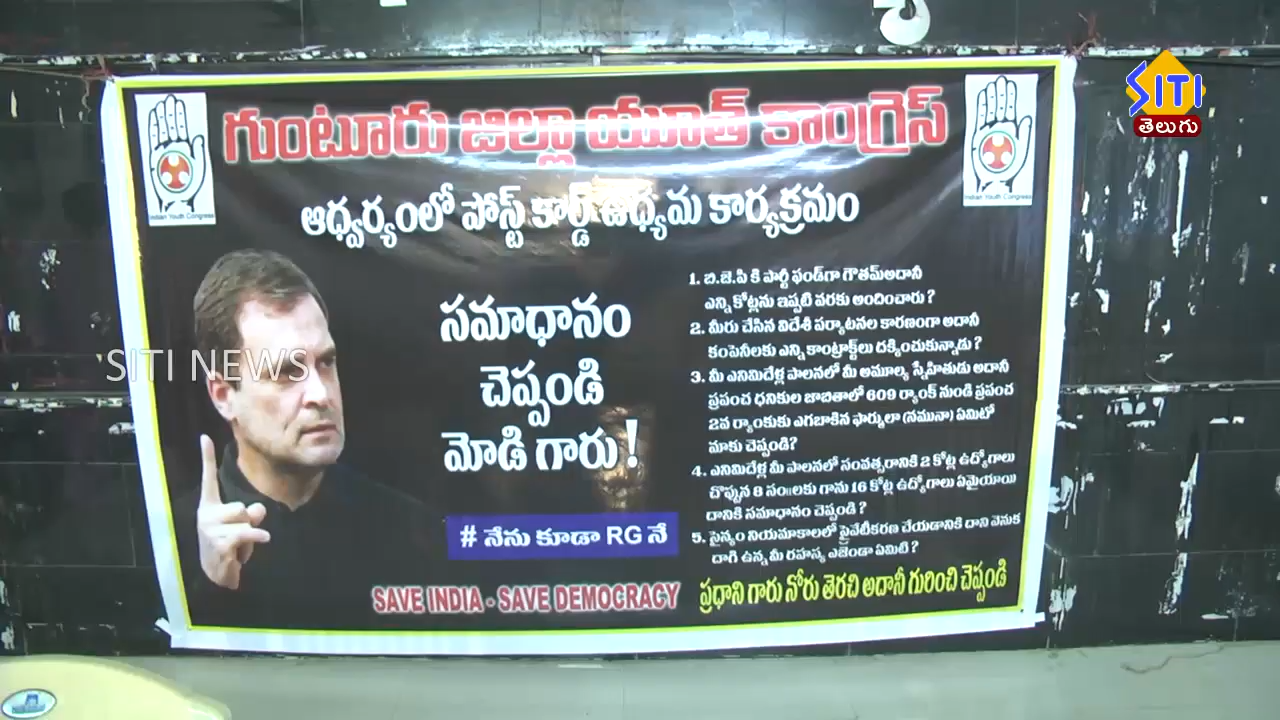 SITI
తెలుగు
గుంటూరు జిల్లా యూత్ కాంగ్రెస్
Indian Youth Congress
Indian Youth Congress
ఆధ్వర్యంలో పోస్ట్ కార్డ్ ఉధ్యమ కార్యక్రమం
సమాధానం
చెప్పండి
మోడి గారు!
# నేను కూడా RG నే
SAVE INDIA - SAVE DEMOCRACY
1. బి.జె.పి కి పార్టీ ఫండ్‌గా గౌతమ్అదానీ
ఎన్ని కోట్లను ఇప్పటి వరకు అందించారు ?
2. మీరు చేసిన విదేశీ పర్యాటనల కారణంగా అదానీ
కంపెనీలకు ఎన్ని కాంట్రాక్ట్‌లు దక్కించుకున్నాడు ?
3. మీ ఎనిమిదేళ్ల పాలనలో మీ అమూల్య స్నేహితుడు అదానీ
ప్రపంచ ధనికుల జాబితాలో 609 ర్యాంక్ నుండి ప్రపంచ
2వ ర్యాంకుకు ఎగబాకిన ఫార్ములా (నమునా) ఏమిటో
మాకు చెప్పండి?
4. ఎనిమిదేళ్ల మీ పాలనలో సంవత్సరానికి 2 కోట్ల ఉద్యోగాలు
చొప్పున 8 సం॥లకు గాను 16 కోట్ల ఉద్యోగాలు ఏమైయాయి
దానికి సమాధానం చెప్పండి ?
5. సైన్యం నియమాకాలలో ప్రైవేటీకరణ చేయడానికి దాని వెనుక
దాగి ఉన్న మీ రహస్య ఎజెండా ఏమిటి ?
ప్రధాని గారు నోరు తెరచి అదానీ గురించి చెప్పండి
SITI NEWS